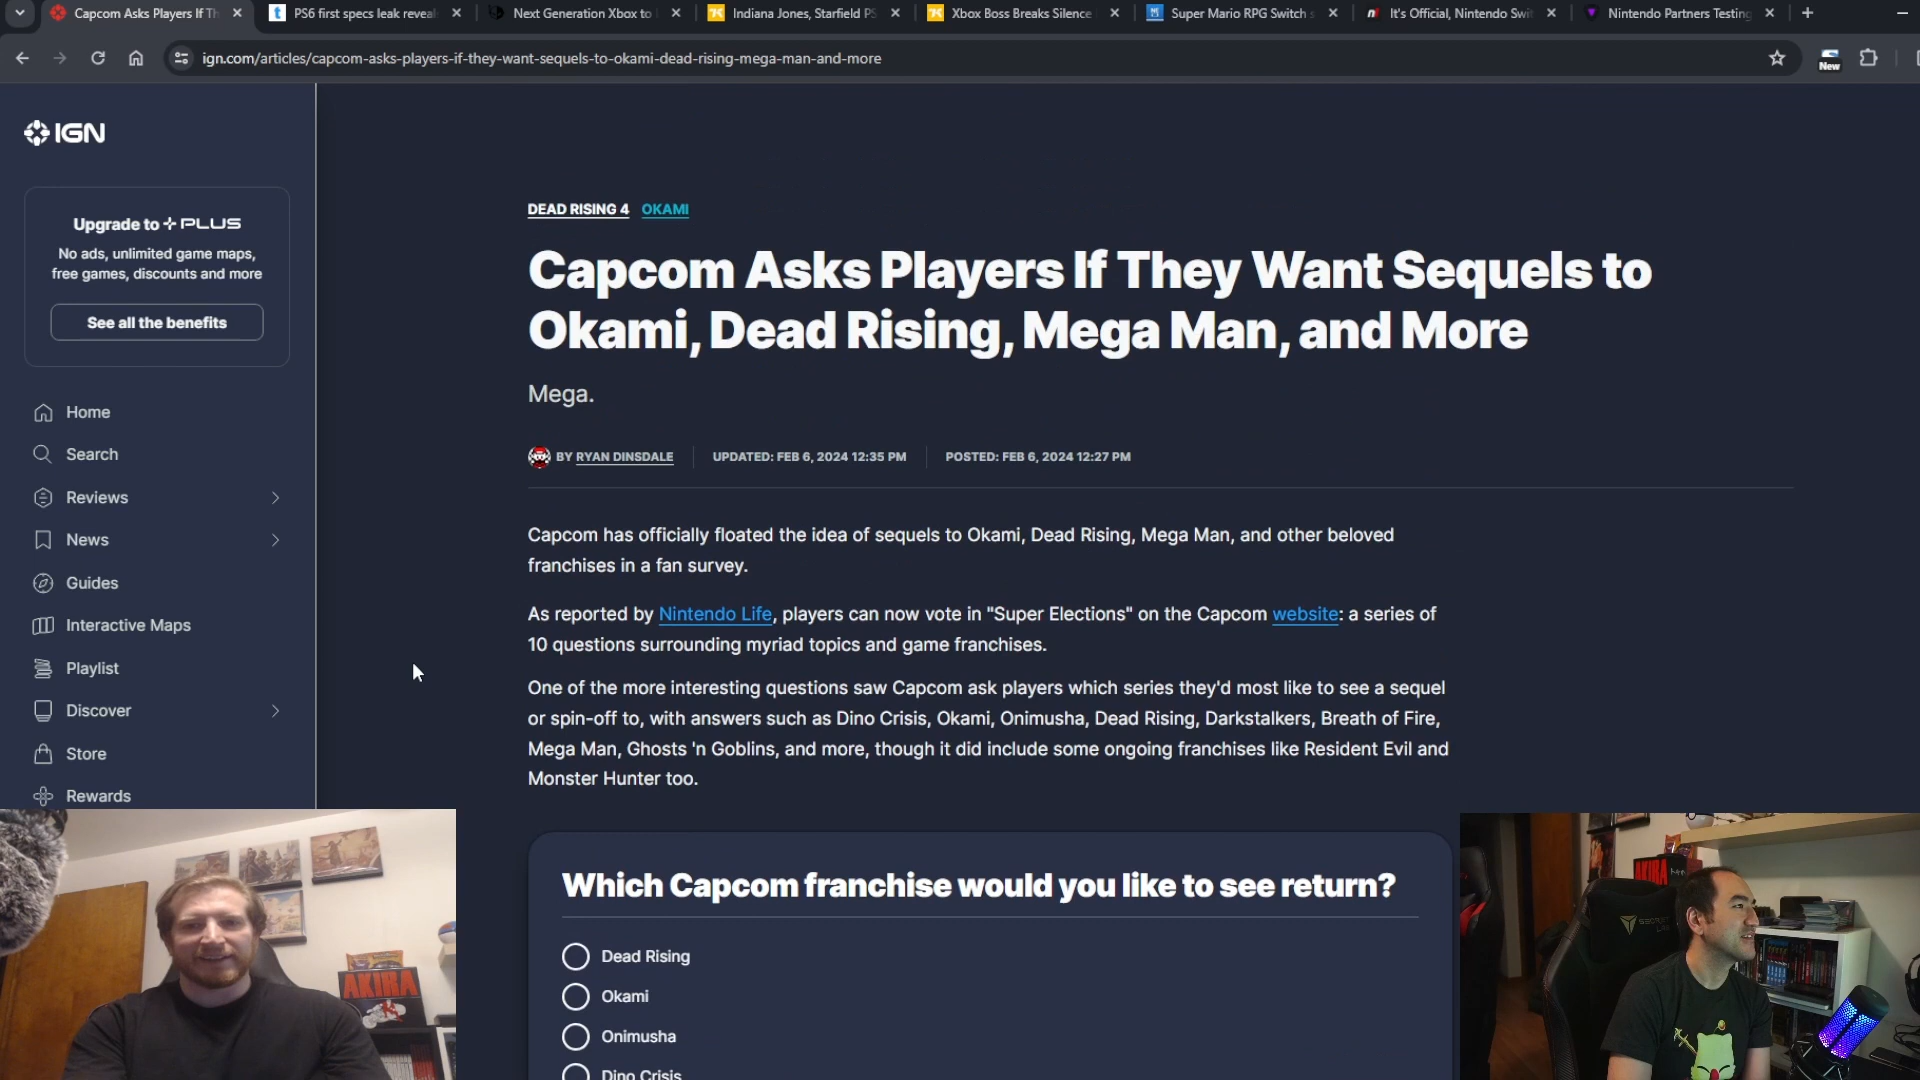 Capcom Asks Players If Th
PS6 first specs leak reveal
Next Generation Xbox to
Indiana Jones, Starfield PS
Xbox Boss Breaks Silence
Super Mario RPG Switch s
It's Official, Nintendo Swit
Nintendo Partners Testing
ign.com/articles/capcom-asks-players-if-they-want-sequels-to-okami-dead-rising-mega-man-and-more
New
IGN
Upgrade to PLUS
No ads, unlimited game maps,
free games, discounts and more
See all the benefits
Home
Search
Reviews
News
Guides
Interactive Maps
Playlist
Discover
Store
Rewards
DEAD RISING 4 OKAMI
Capcom Asks Players If They Want Sequels to
Okami, Dead Rising, Mega Man, and More
Mega.
BY RYAN DINSDALE UPDATED: FEB 6, 2024 12:35 PM POSTED: FEB 6, 2024 12:27 PM
Capcom has officially floated the idea of sequels to Okami, Dead Rising, Mega Man, and other beloved
franchises in a fan survey.
As reported by Nintendo Life, players can now vote in "Super Elections" on the Capcom website: a series of
10 questions surrounding myriad topics and game franchises.
One of the more interesting questions saw Capcom ask players which series they'd most like to see a sequel
or spin-off to, with answers such as Dino Crisis, Okami, Onimusha, Dead Rising, Darkstalkers, Breath of Fire,
Mega Man, Ghosts 'n Goblins, and more, though it did include some ongoing franchises like Resident Evil and
Monster Hunter too.
Which Capcom franchise would you like to see return?
Dead Rising
Okami
Onimusha
Dino Crisis
AKIRA
AKIRA